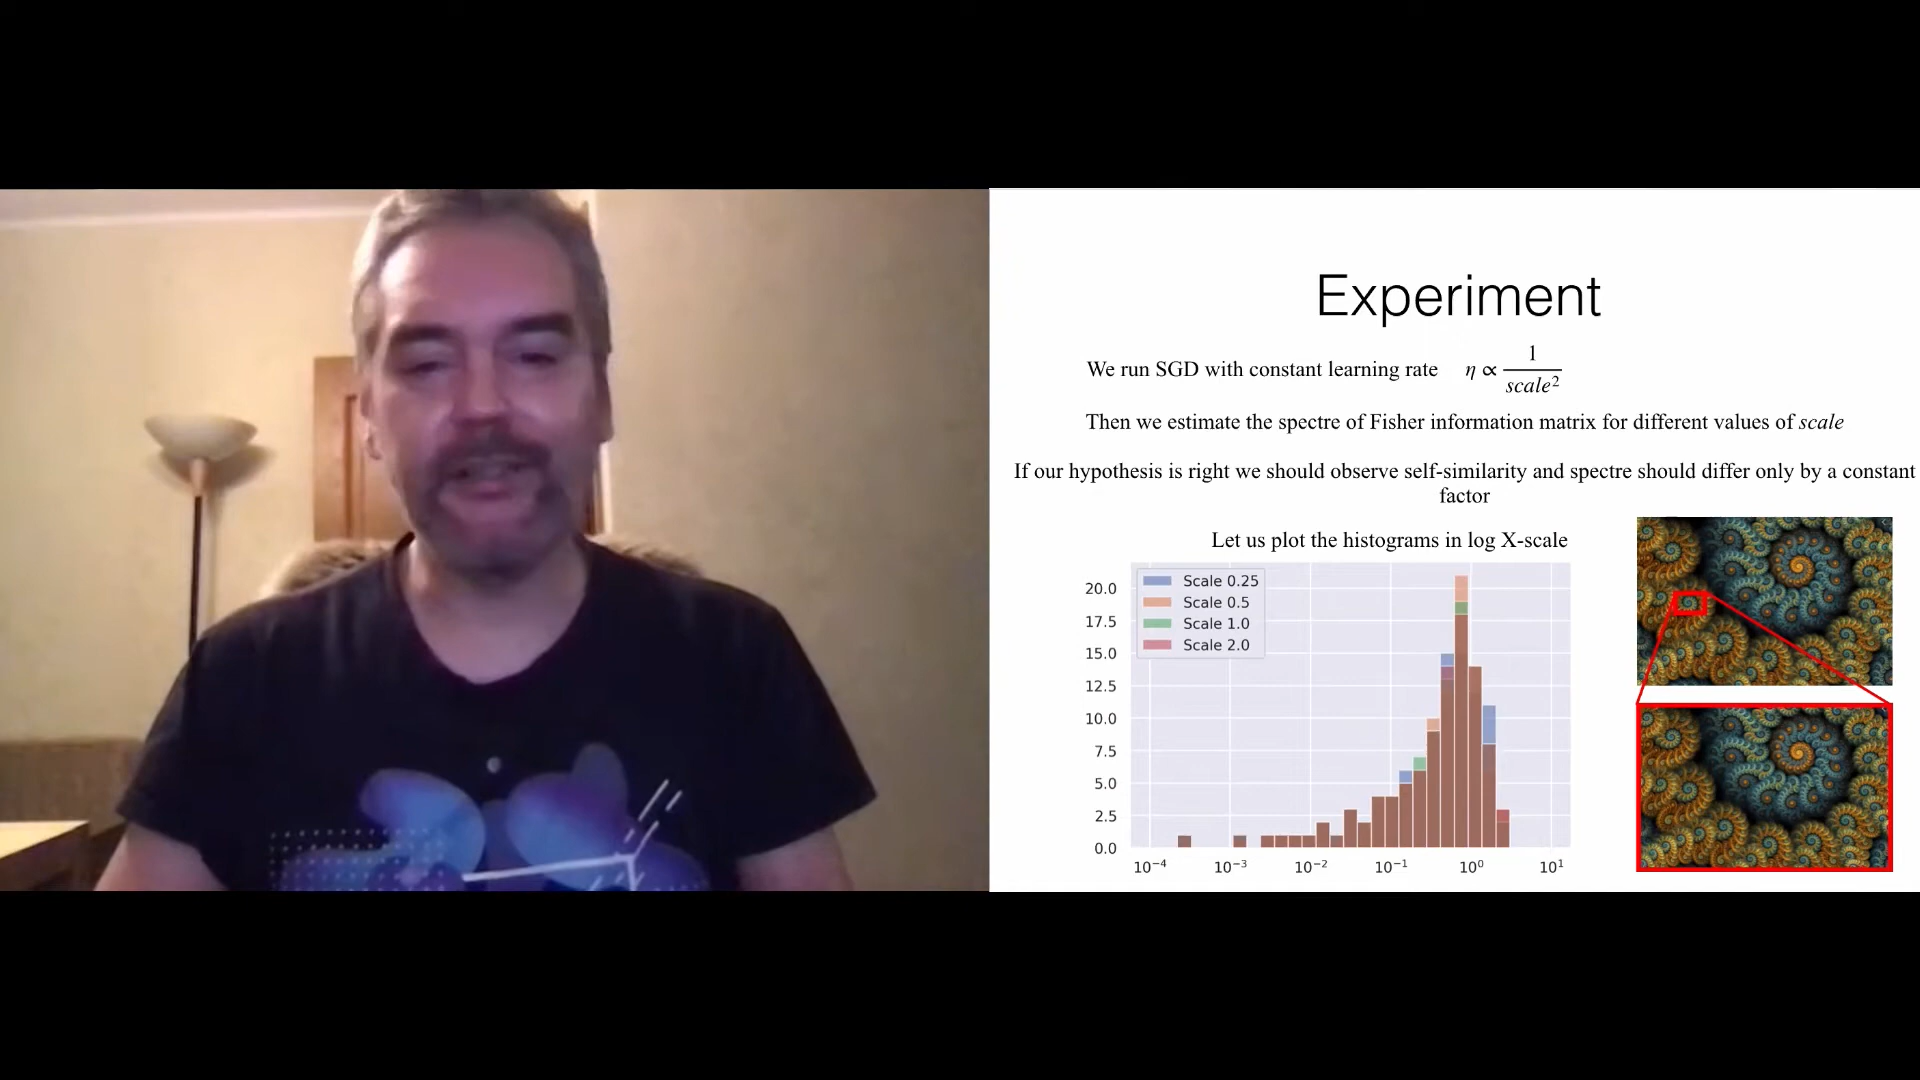 Experiment
We run SGD with constant learning rate η ∝ 1/scale²
Then we estimate the spectre of Fisher information matrix for different values of scale
If our hypothesis is right we should observe self-similarity and spectre should differ only by a constant
factor
Let us plot the histograms in log X-scale
Scale 0.25
Scale 0.5
Scale 1.0
Scale 2.0
20.0
17.5
15.0
12.5
10.0
7.5
5.0
2.5
0.0
10⁻⁴ 10⁻³ 10⁻² 10⁻¹ 10⁰ 10¹